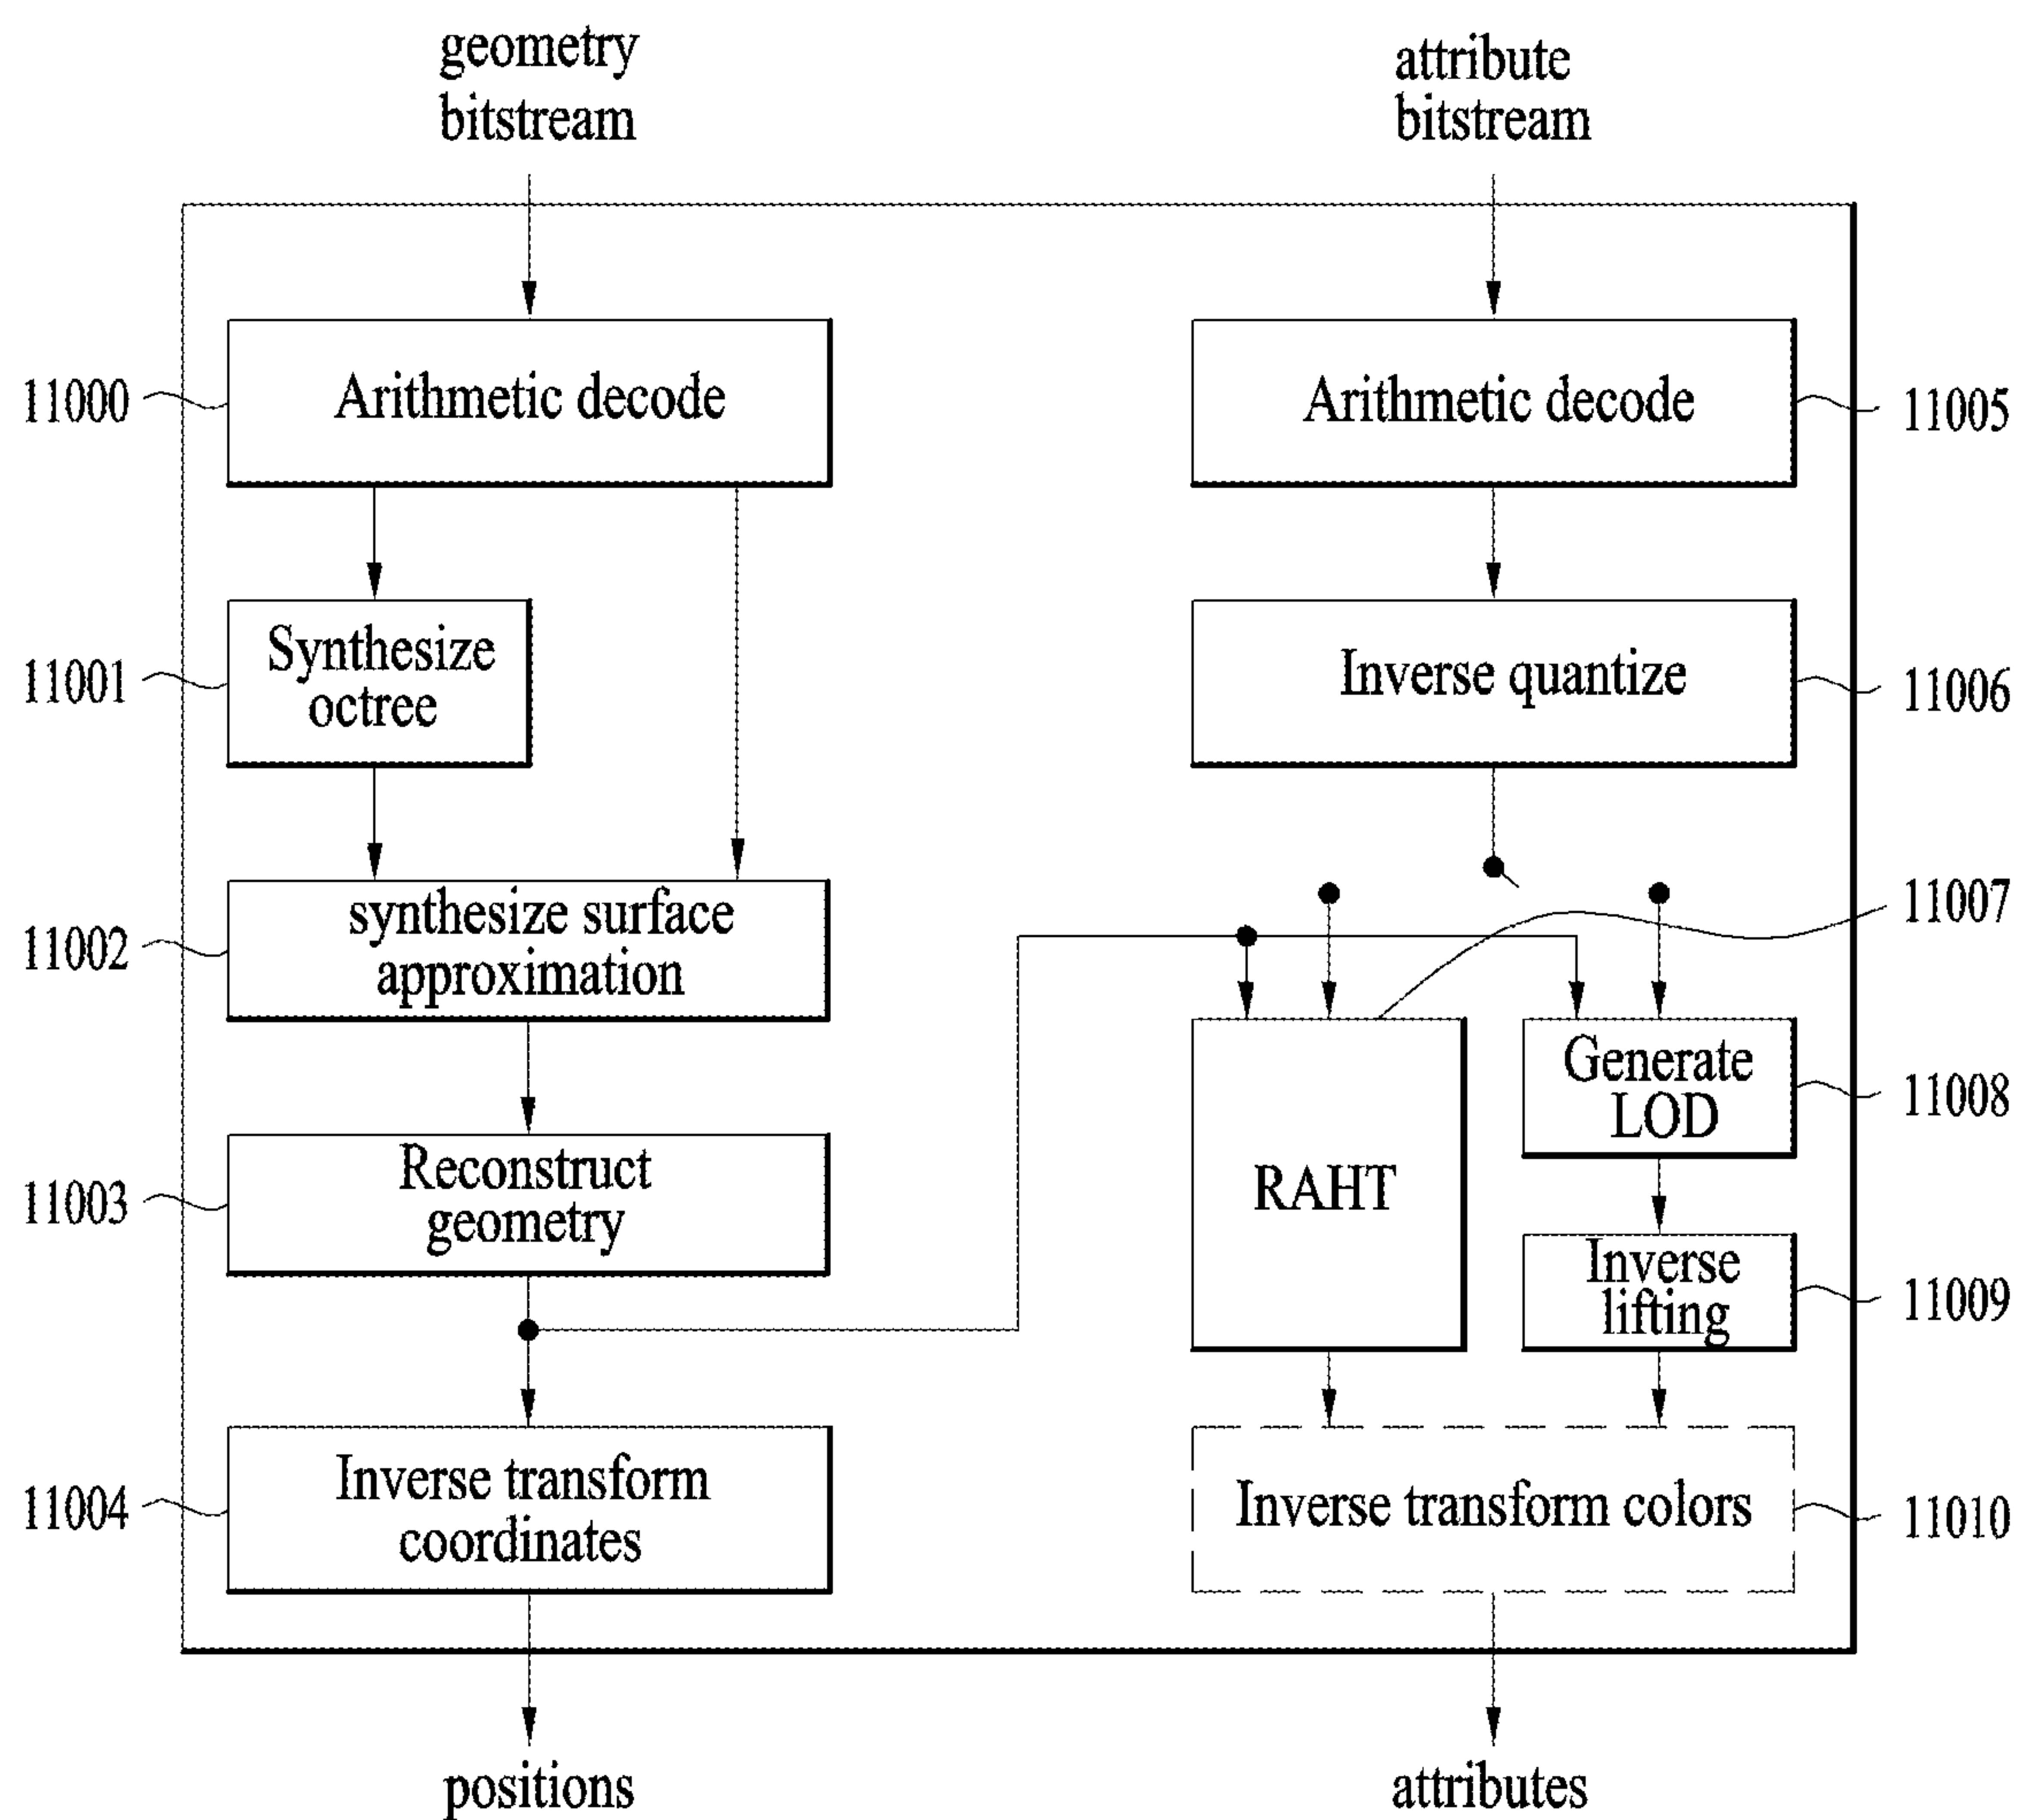 geometry
bitstream
attribute
bitstream
11000
Arithmetic decode
Arithmetic decode
11005
11001
Synthesize
octree
Inverse quantize
11006
11002
synthesize surface
approximation
11007
Generate
LOD
11008
11003
Reconstruct
geometry
RAHT
Inverse
lifting
11009
11004
Inverse transform
coordinates
Inverse transform colors
11010
positions
attributes